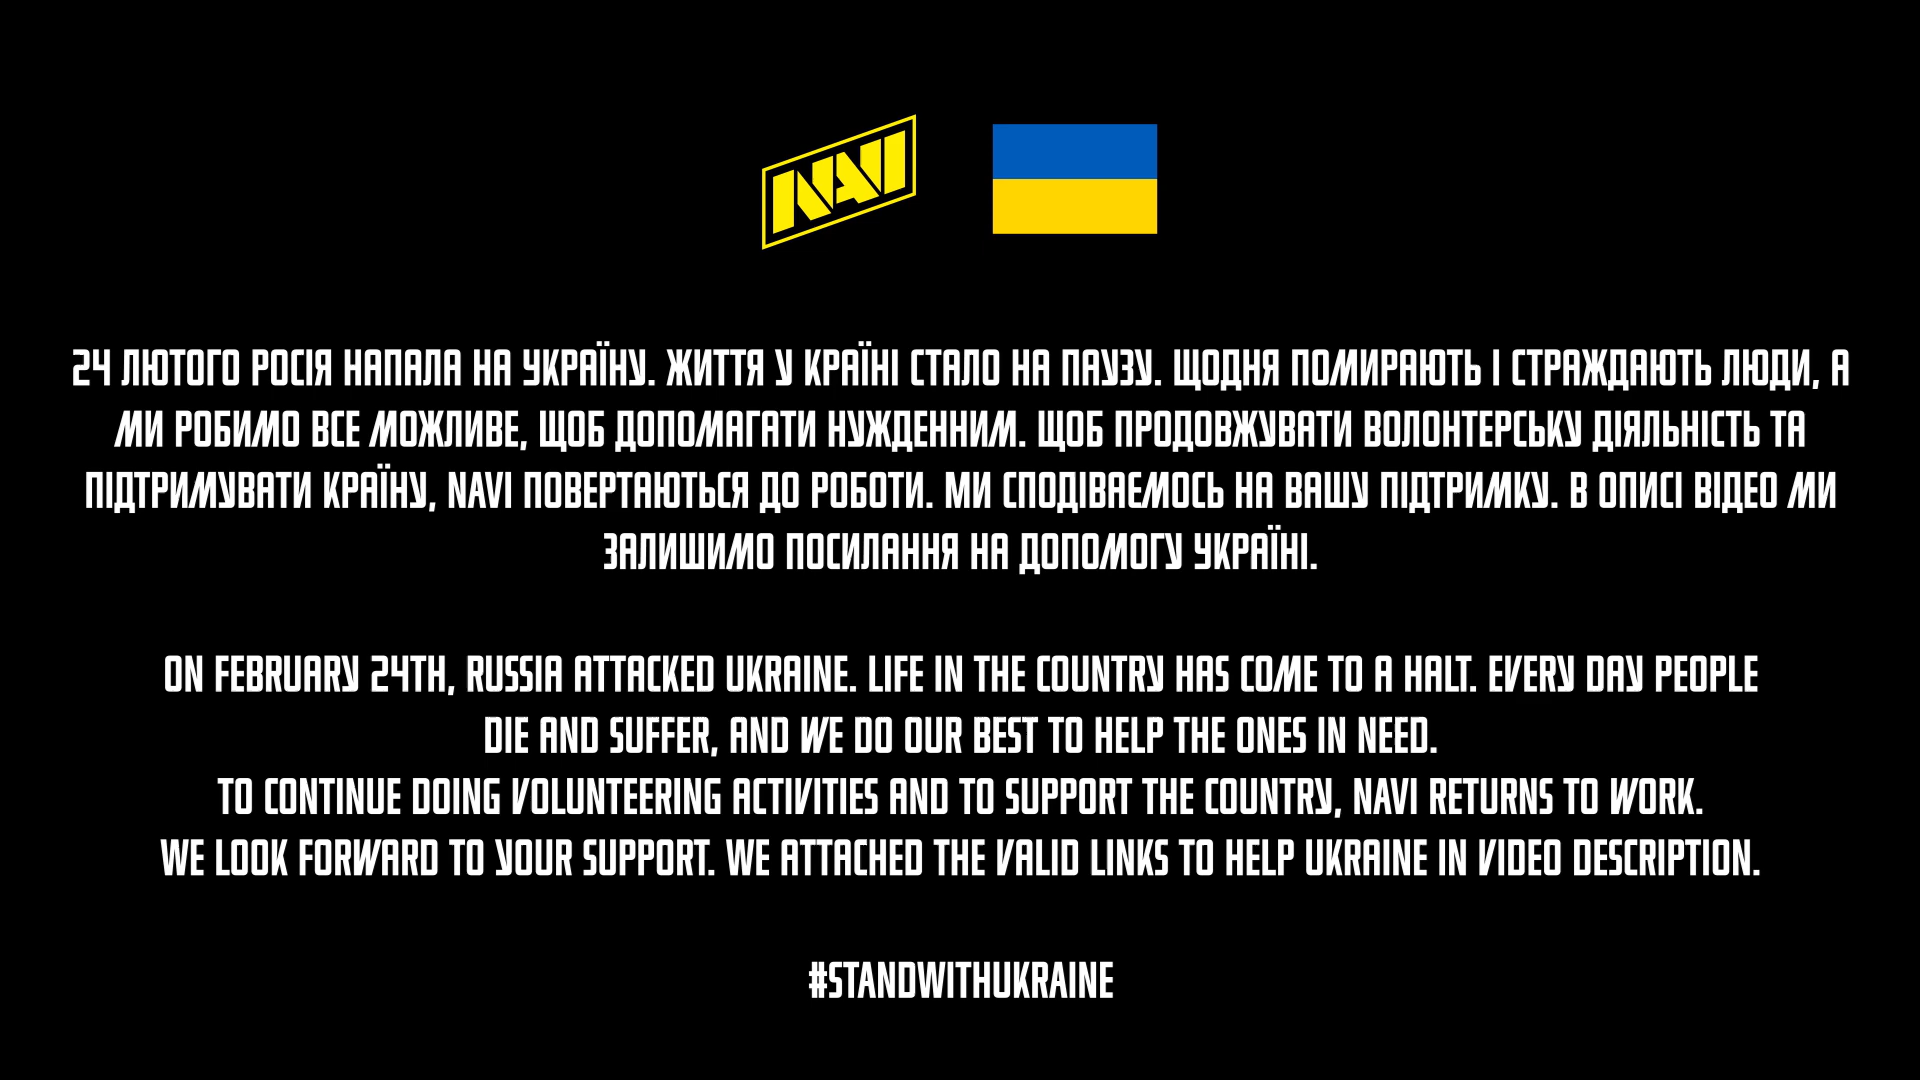 NAVI
24 ЛЮТОГО РОСІЯ НАПАЛА НА УКРАЇНУ. ЖИТТЯ У КРАЇНІ СТАЛО НА ПАУЗУ. ЩОДНЯ ПОМИРАЮТЬ І СТРАЖДАЮТЬ ЛЮДИ, А
МИ РОБИМО ВСЕ МОЖЛИВЕ, ЩОБ ДОПОМАГАТИ НУЖДЕННИМ. ЩОБ ПРОДОВЖУВАТИ ВОЛОНТЕРСЬКУ ДІЯЛЬНІСТЬ ТА
ПІДТРИМУВАТИ КРАЇНУ, NAVI ПОВЕРТАЮТЬСЯ ДО РОБОТИ. МИ СПОДІВАЄМОСЬ НА ВАШУ ПІДТРИМКУ. В ОПИСІ ВІДЕО МИ
ЗАЛИШИМО ПОСИЛАННЯ НА ДОПОМОГУ УКРАЇНІ.
ON FEBRUARY 24TH, RUSSIA ATTACKED UKRAINE. LIFE IN THE COUNTRY HAS COME TO A HALT. EVERY DAY PEOPLE
DIE AND SUFFER, AND WE DO OUR BEST TO HELP THE ONES IN NEED.
TO CONTINUE DOING VOLUNTEERING ACTIVITIES AND TO SUPPORT THE COUNTRY, NAVI RETURNS TO WORK.
WE LOOK FORWARD TO YOUR SUPPORT. WE ATTACHED THE VALID LINKS TO HELP UKRAINE IN VIDEO DESCRIPTION.
#STANDWITHUKRAINE